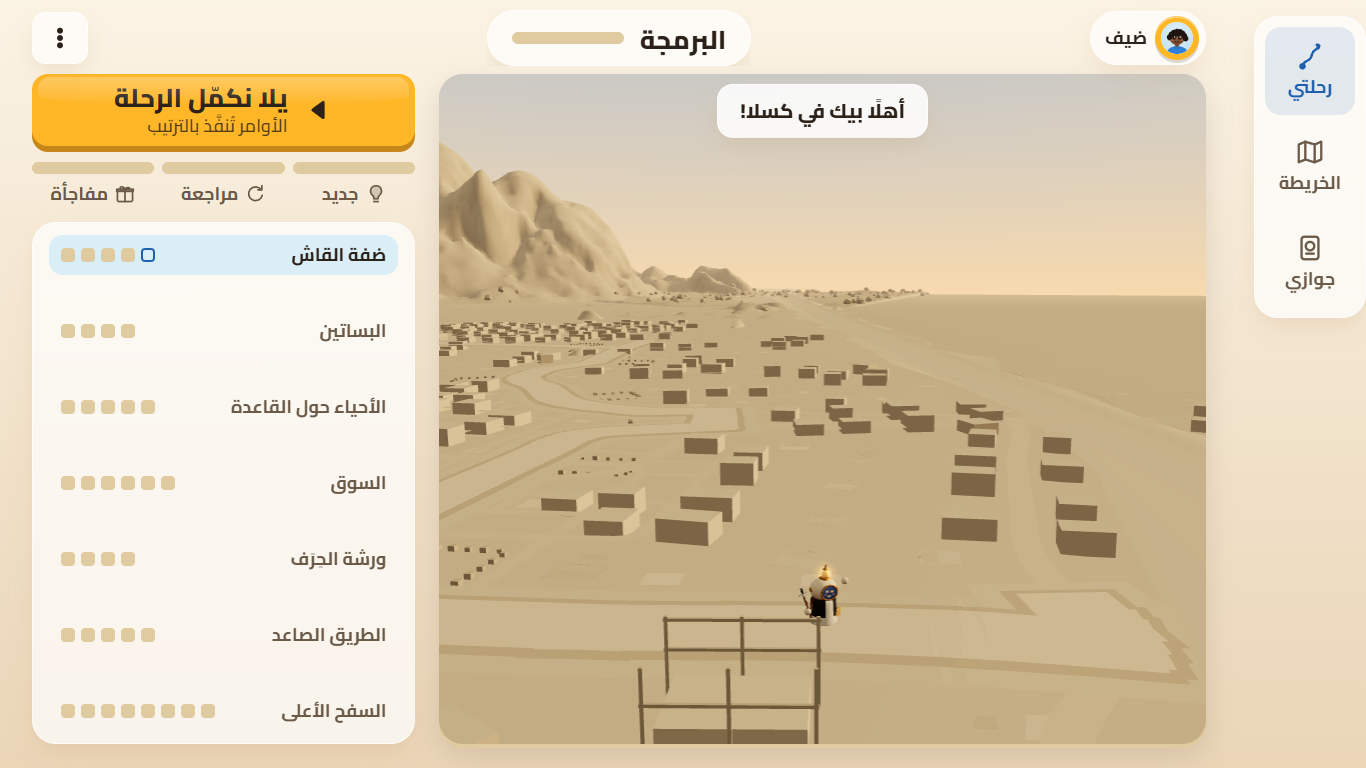 رحلتي
الخريطة
جوازي
ضيف
البرمجة
أهلًا بيك في كسلا!
يلا نكمّل الرحلة
الأوامر تُنفَّذ بالترتيب
جديد
مراجعة
مفاجأة
ضفة القاش
البساتين
الأحياء حول القاعدة
السوق
ورشة الحِرَف
الطريق الصاعد
السفح الأعلى